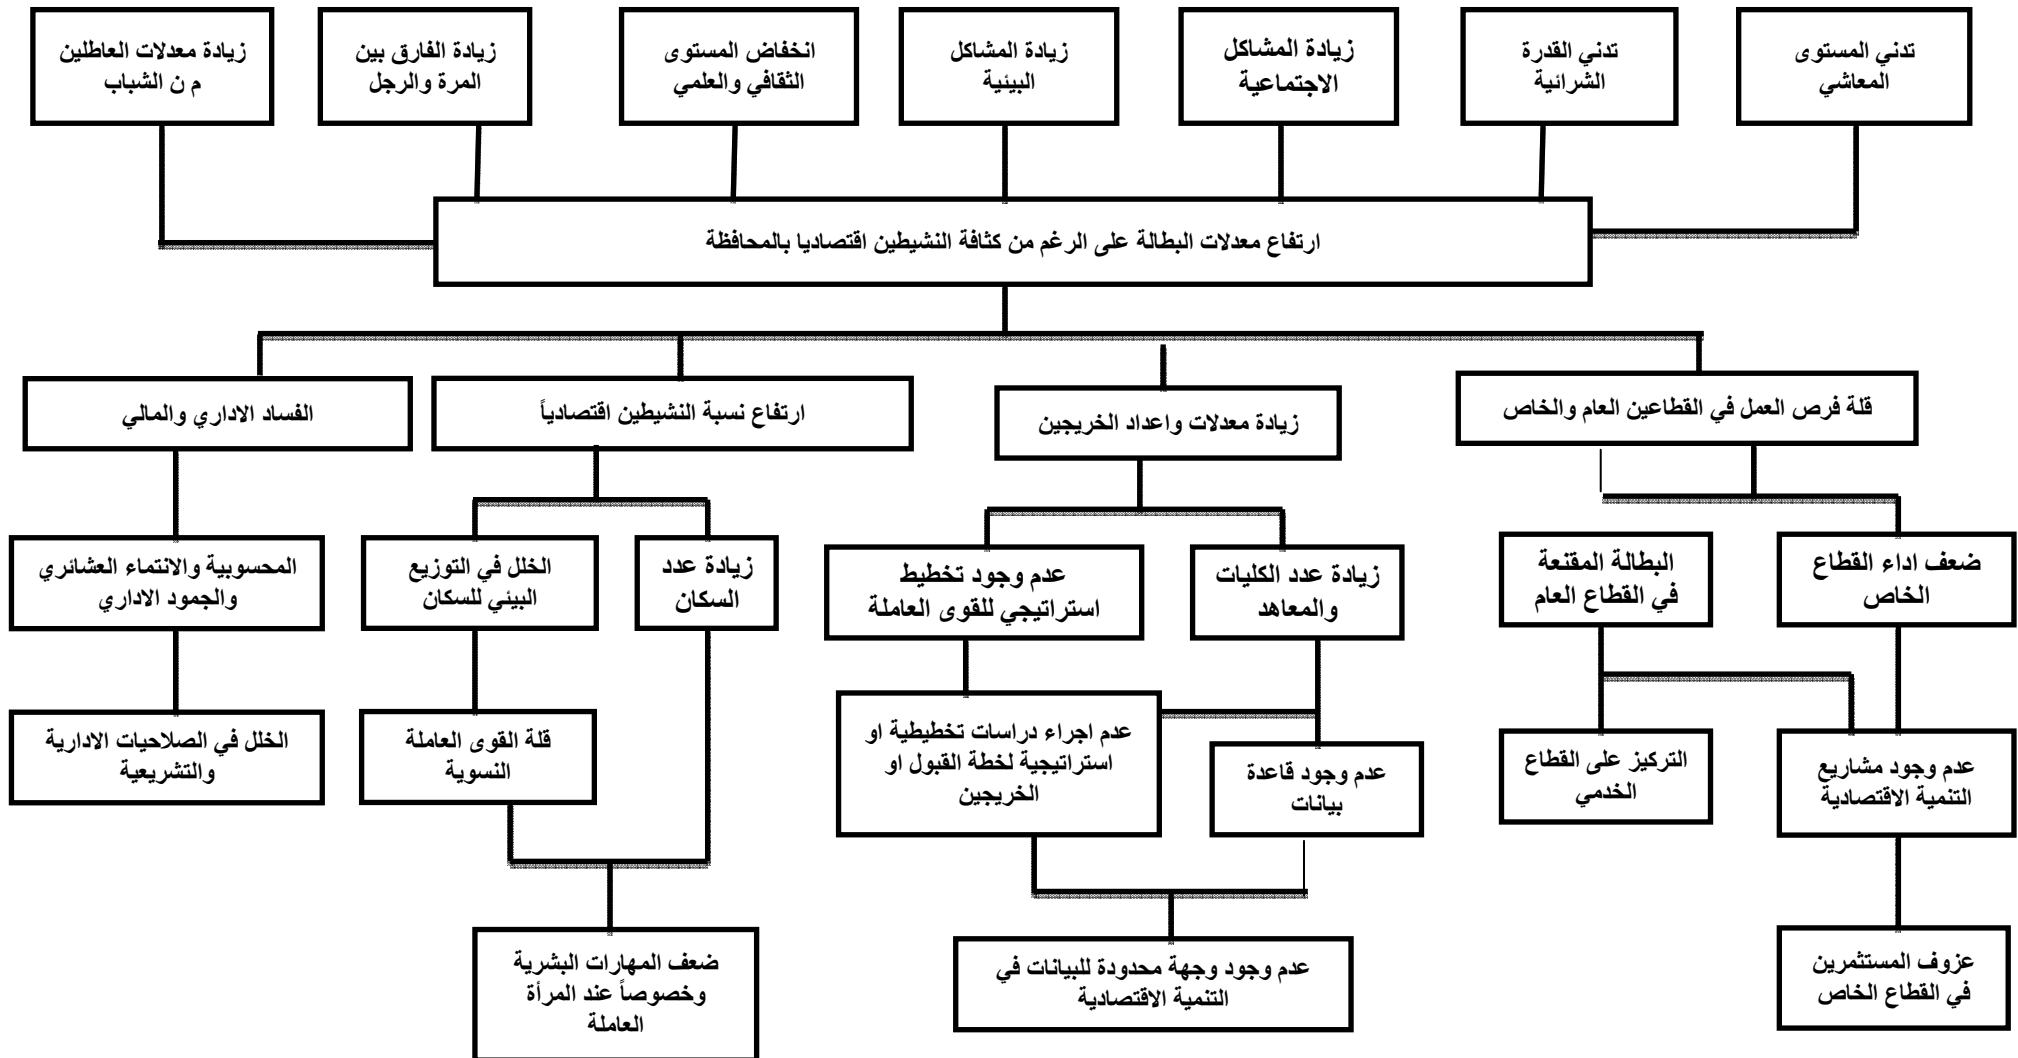 تدني المستوى
المعاشي
تدني القدرة
الشرائية
زيادة المشاكل
الاجتماعية
زيادة المشاكل
البيئية
انخفاض المستوى
الثقافي والعلمي
زيادة الفارق بين
المرة والرجل
زيادة معدلات العاطلين
م ن الشباب
ارتفاع معدلات البطالة على الرغم من كثافة النشيطين اقتصاديا بالمحافظة
قلة فرص العمل في القطاعين العام والخاص
زيادة معدلات واعداد الخريجين
ارتفاع نسبة النشيطين اقتصادياً
الفساد الاداري والمالي
ضعف اداء القطاع
الخاص
البطالة المقنعة
في القطاع العام
زيادة عدد الكليات
والمعاهد
عدم وجود تخطيط
استراتيجي للقوى العاملة
زيادة عدد
السكان
الخلل في التوزيع
البيئي للسكان
المحسوبية والانتماء العشائري
والجمود الاداري
عدم وجود مشاريع
التنمية الاقتصادية
التركيز على القطاع
الخدمي
عدم وجود قاعدة
بيانات
عدم اجراء دراسات تخطيطية او
استراتيجية لخطة القبول او
الخريجين
قلة القوى العاملة
النسوية
الخلل في الصلاحيات الادارية
والتشريعية
عزوف المستثمرين
في القطاع الخاص
عدم وجود وجهة محدودة للبيانات في
التنمية الاقتصادية
ضعف المهارات البشرية
وخصوصاً عند المرأة
العاملة